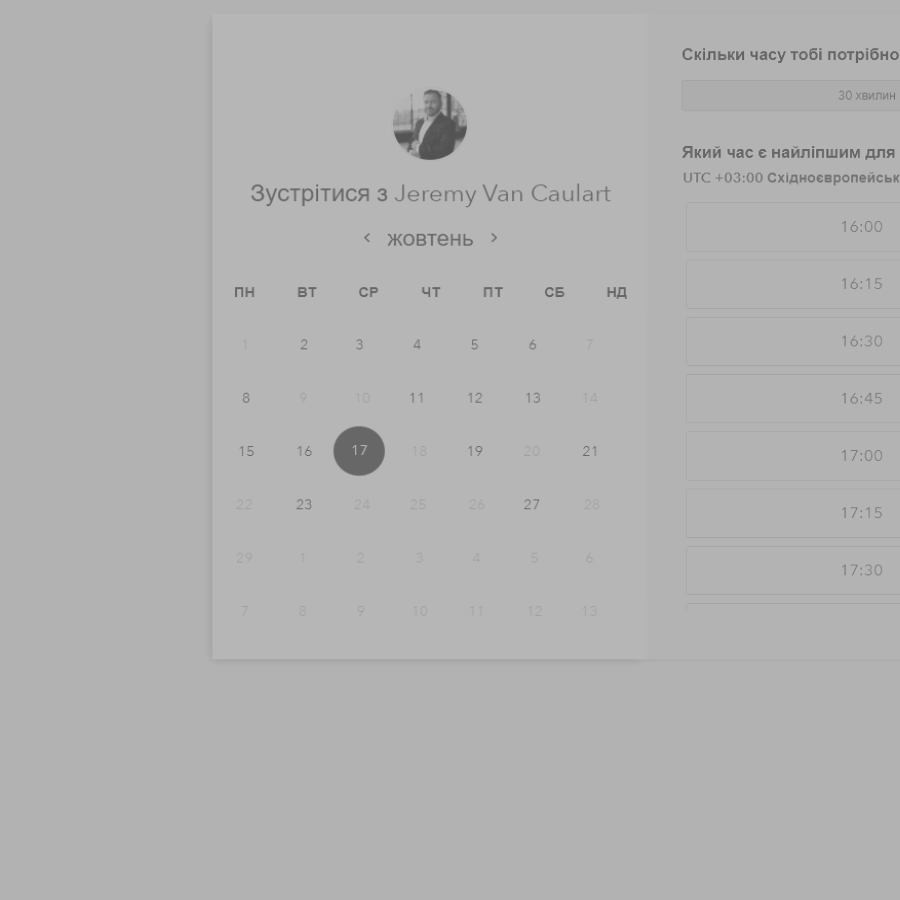 Зустрітися з Jeremy Van Caulart
‹ жовтень ›
ПН ВТ СР ЧТ ПТ СБ НД
1 2 3 4 5 6 7
8 9 10 11 12 13 14
15 16 17 18 19 20 21
22 23 24 25 26 27 28
29 1 2 3 4 5 6
7 8 9 10 11 12 13
Скільки часу тобі потрібно
30 хвилин
Який час є найліпшим для
UTC +03:00 Східноєвропейськ
16:00
16:15
16:30
16:45
17:00
17:15
17:30